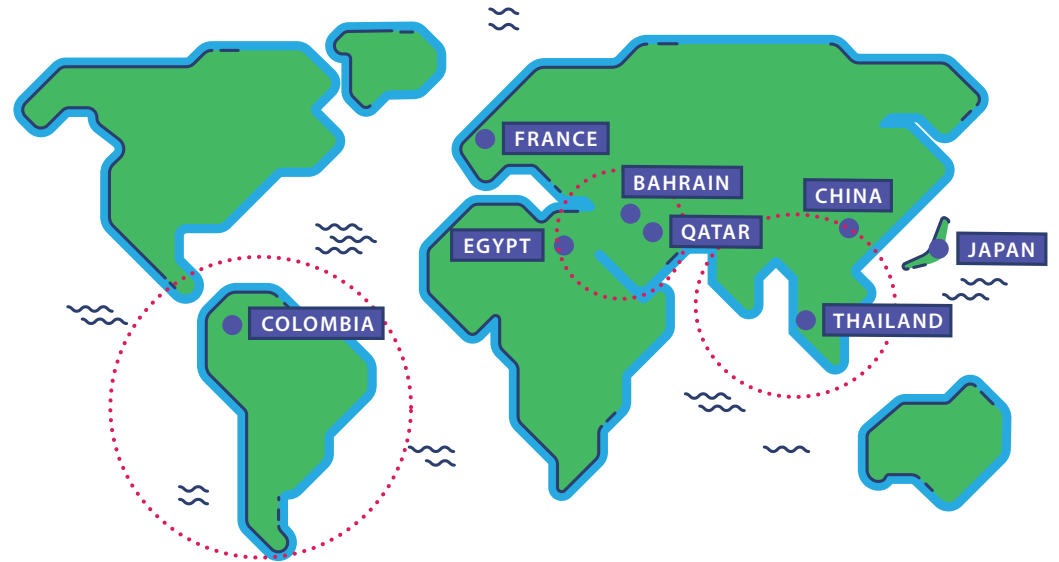 FRANCE
BAHRAIN
CHINA
QATAR
EGYPT
JAPAN
COLOMBIA
THAILAND